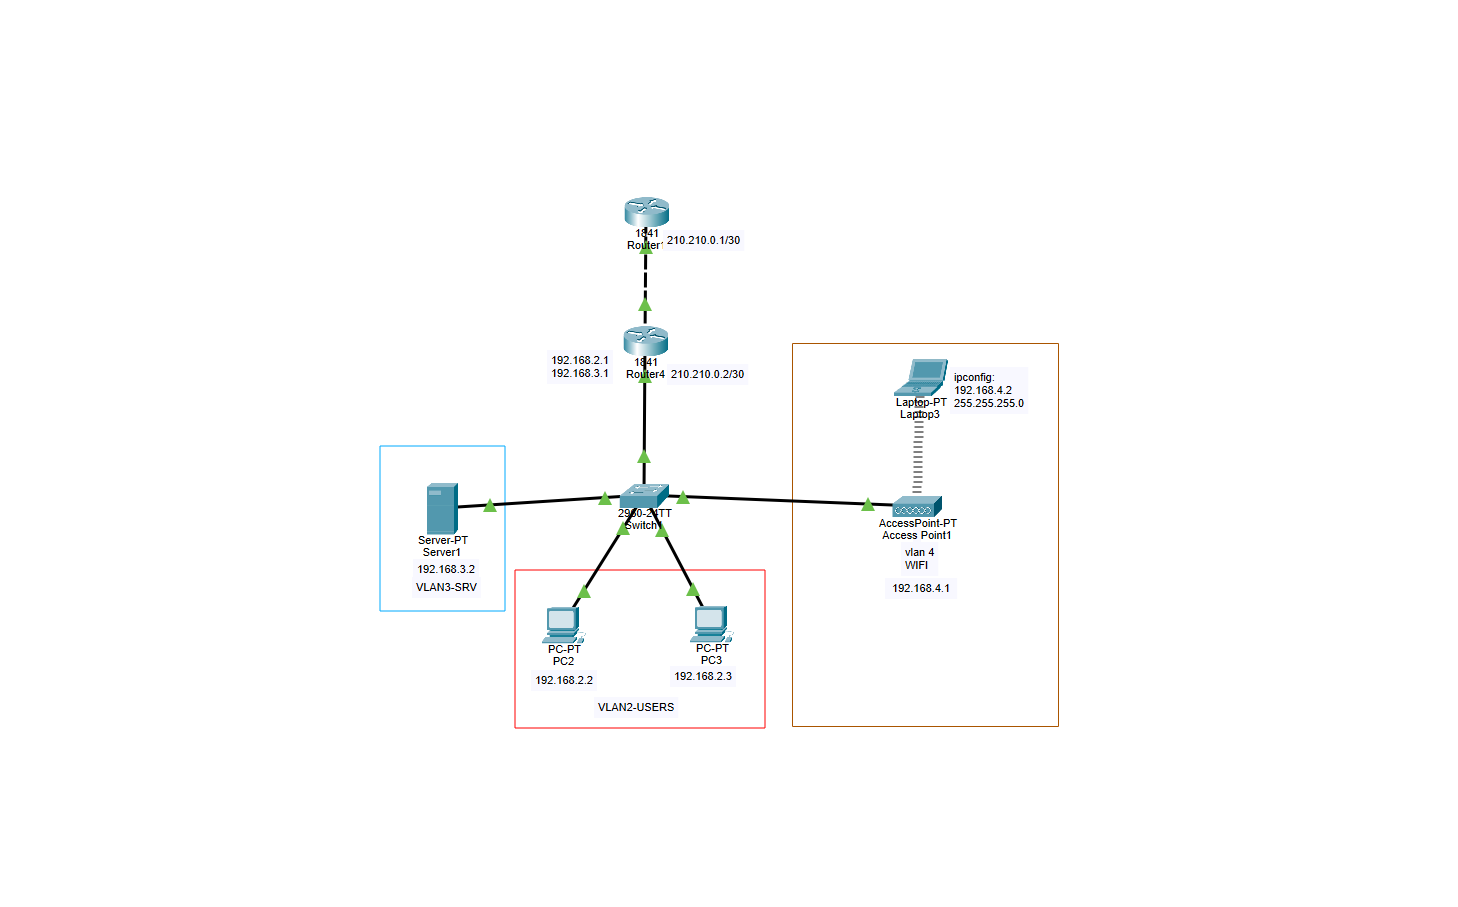 1841
Router1
210.210.0.1/30
192.168.2.1
192.168.3.1
1841
Router4
210.210.0.2/30
Laptop-PT
Laptop3
ipconfig:
192.168.4.2
255.255.255.0
2960-24TT
Switch1
Server-PT
Server1
192.168.3.2
VLAN3-SRV
AccessPoint-PT
Access Point1
vlan 4
WIFI
192.168.4.1
PC-PT
PC2
192.168.2.2
PC-PT
PC3
192.168.2.3
VLAN2-USERS